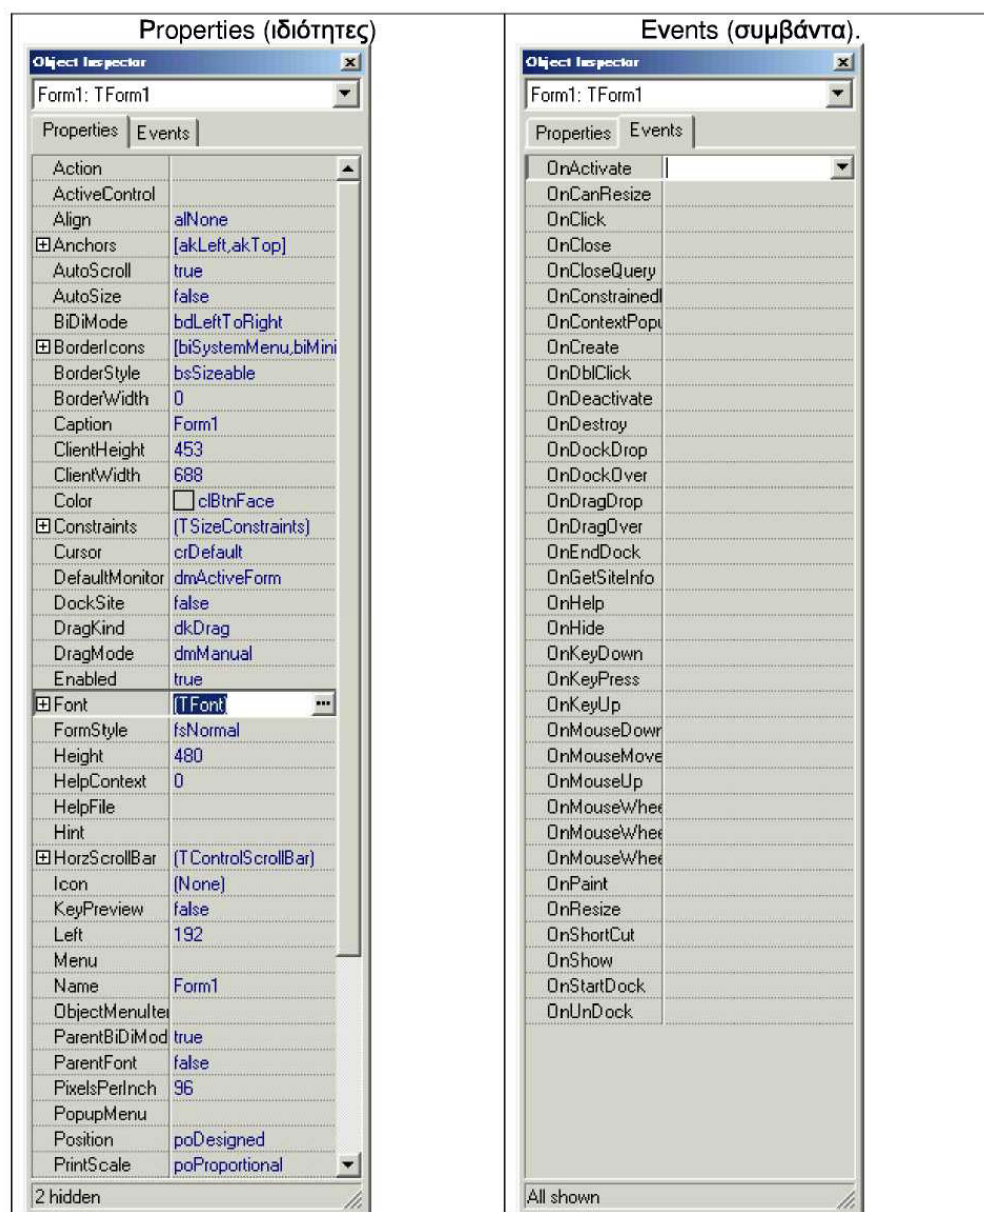 Properties (ιδιότητες)
Object Inspector
Form1: TForm1
Properties Events
Action
ActiveControl
Align alNone
Anchors [akLeft,akTop]
AutoScroll true
AutoSize false
BiDiMode bdLeftToRight
BorderIcons [biSystemMenu,biMini
BorderStyle bsSizeable
BorderWidth 0
Caption Form1
ClientHeight 453
ClientWidth 688
Color clBtnFace
Constraints (TSizeConstraints)
Cursor crDefault
DefaultMonitor dmActiveForm
DockSite false
DragKind dkDrag
DragMode dmManual
Enabled true
Font (TFont) ...
FormStyle fsNormal
Height 480
HelpContext 0
HelpFile
Hint
HorzScrollBar (TControlScrollBar)
Icon (None)
KeyPreview false
Left 192
Menu
Name Form1
ObjectMenuIte
ParentBiDiMod true
ParentFont false
PixelsPerInch 96
PopupMenu
Position poDesigned
PrintScale poProportional
2 hidden
Events (συμβάντα).
Object Inspector
Form1: TForm1
Properties Events
OnActivate
OnCanResize
OnClick
OnClose
OnCloseQuery
OnConstrainedI
OnContextPopu
OnCreate
OnDblClick
OnDeactivate
OnDestroy
OnDockDrop
OnDockOver
OnDragDrop
OnDragOver
OnEndDock
OnGetSiteInfo
OnHelp
OnHide
OnKeyDown
OnKeyPress
OnKeyUp
OnMouseDown
OnMouseMove
OnMouseUp
OnMouseWhee
OnMouseWhee
OnMouseWhee
OnPaint
OnResize
OnShortCut
OnShow
OnStartDock
OnUnDock
All shown